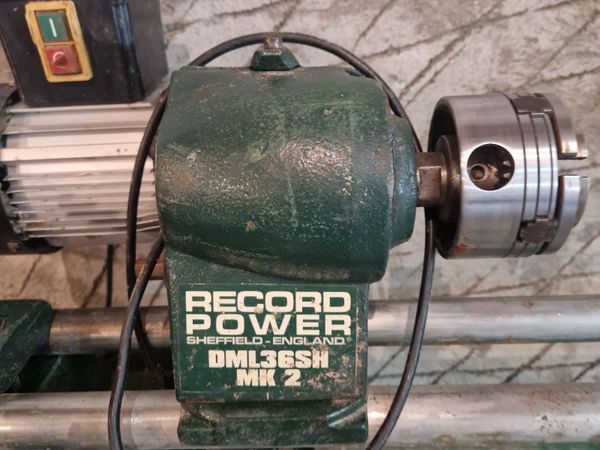 I
O
RECORD
POWER
SHEFFIELD - ENGLAND
DML36SH
MK 2